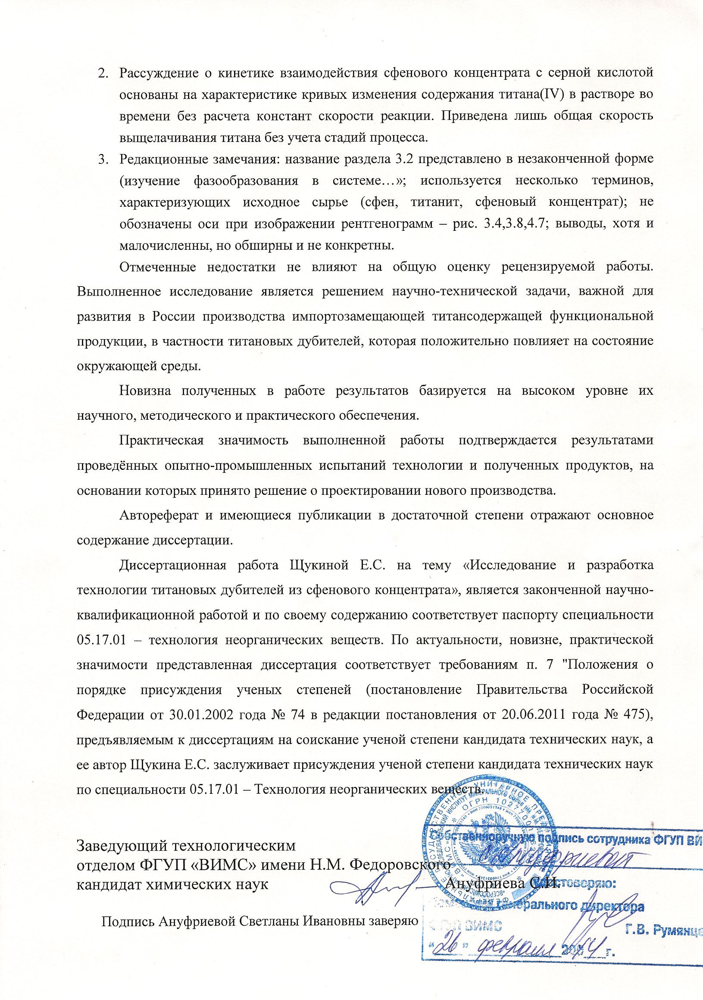 2. Рассуждение о кинетике взаимодействия сфенового концентрата с серной кислотой
основаны на характеристике кривых изменения содержания титана(IV) в растворе во
времени без расчета констант скорости реакции. Приведена лишь общая скорость
выщелачивания титана без учета стадий процесса.
3. Редакционные замечания: название раздела 3.2 представлено в незаконченной форме
(изучение фазообразования в системе…»; используется несколько терминов,
характеризующих исходное сырье (сфен, титанит, сфеновый концентрат); не
обозначены оси при изображении рентгенограмм – рис. 3.4,3.8,4.7; выводы, хотя и
малочисленны, но обширны и не конкретны.
Отмеченные недостатки не влияют на общую оценку рецензируемой работы.
Выполненное исследование является решением научно-технической задачи, важной для
развития в России производства импортозамещающей титансодержащей функциональной
продукции, в частности титановых дубителей, которая положительно повлияет на состояние
окружающей среды.
Новизна полученных в работе результатов базируется на высоком уровне их
научного, методического и практического обеспечения.
Практическая значимость выполненной работы подтверждается результатами
проведённых опытно-промышленных испытаний технологии и полученных продуктов, на
основании которых принято решение о проектировании нового производства.
Автореферат и имеющиеся публикации в достаточной степени отражают основное
содержание диссертации.
Диссертационная работа Щукиной Е.С. на тему «Исследование и разработка
технологии титановых дубителей из сфенового концентрата», является законченной научно-
квалификационной работой и по своему содержанию соответствует паспорту специальности
05.17.01 – технология неорганических веществ. По актуальности, новизне, практической
значимости представленная диссертация соответствует требованиям п. 7 "Положения о
порядке присуждения ученых степеней (постановление Правительства Российской
Федерации от 30.01.2002 года № 74 в редакции постановления от 20.06.2011 года № 475),
предъявляемым к диссертациям на соискание ученой степени кандидата технических наук, а
ее автор Щукина Е.С. заслуживает присуждения ученой степени кандидата технических наук
по специальности 05.17.01 – Технология неорганических веществ.
Собственноручную подпись сотрудника ФГУП ВИ
Заведующий технологическим
отделом ФГУП «ВИМС» имени Н.М. Федоровского
кандидат химических наук Ануфриева С.И.
удостоверяю:
генерального директора
ФГУП ВИМС
Г.В. Румянце
Подпись Ануфриевой Светланы Ивановны заверяю
“26” февраля 2014 г.